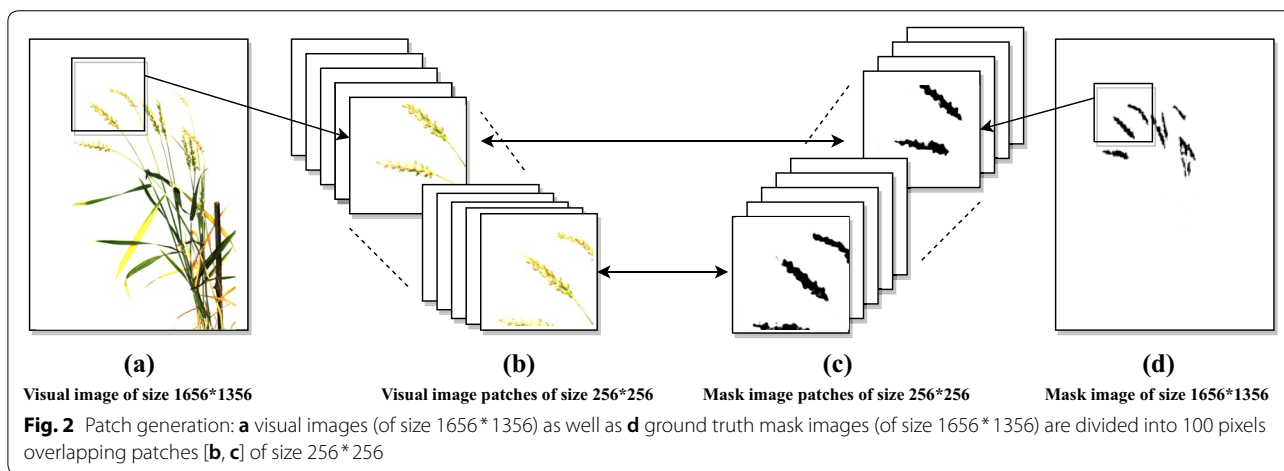 (a) (b) (c) (d)
Visual image of size 1656*1356 Visual image patches of size 256*256 Mask image patches of size 256*256 Mask image of size 1656*1356
Fig. 2 Patch generation: a visual images (of size 1656 * 1356) as well as d ground truth mask images (of size 1656 * 1356) are divided into 100 pixels
overlapping patches [b, c] of size 256 * 256